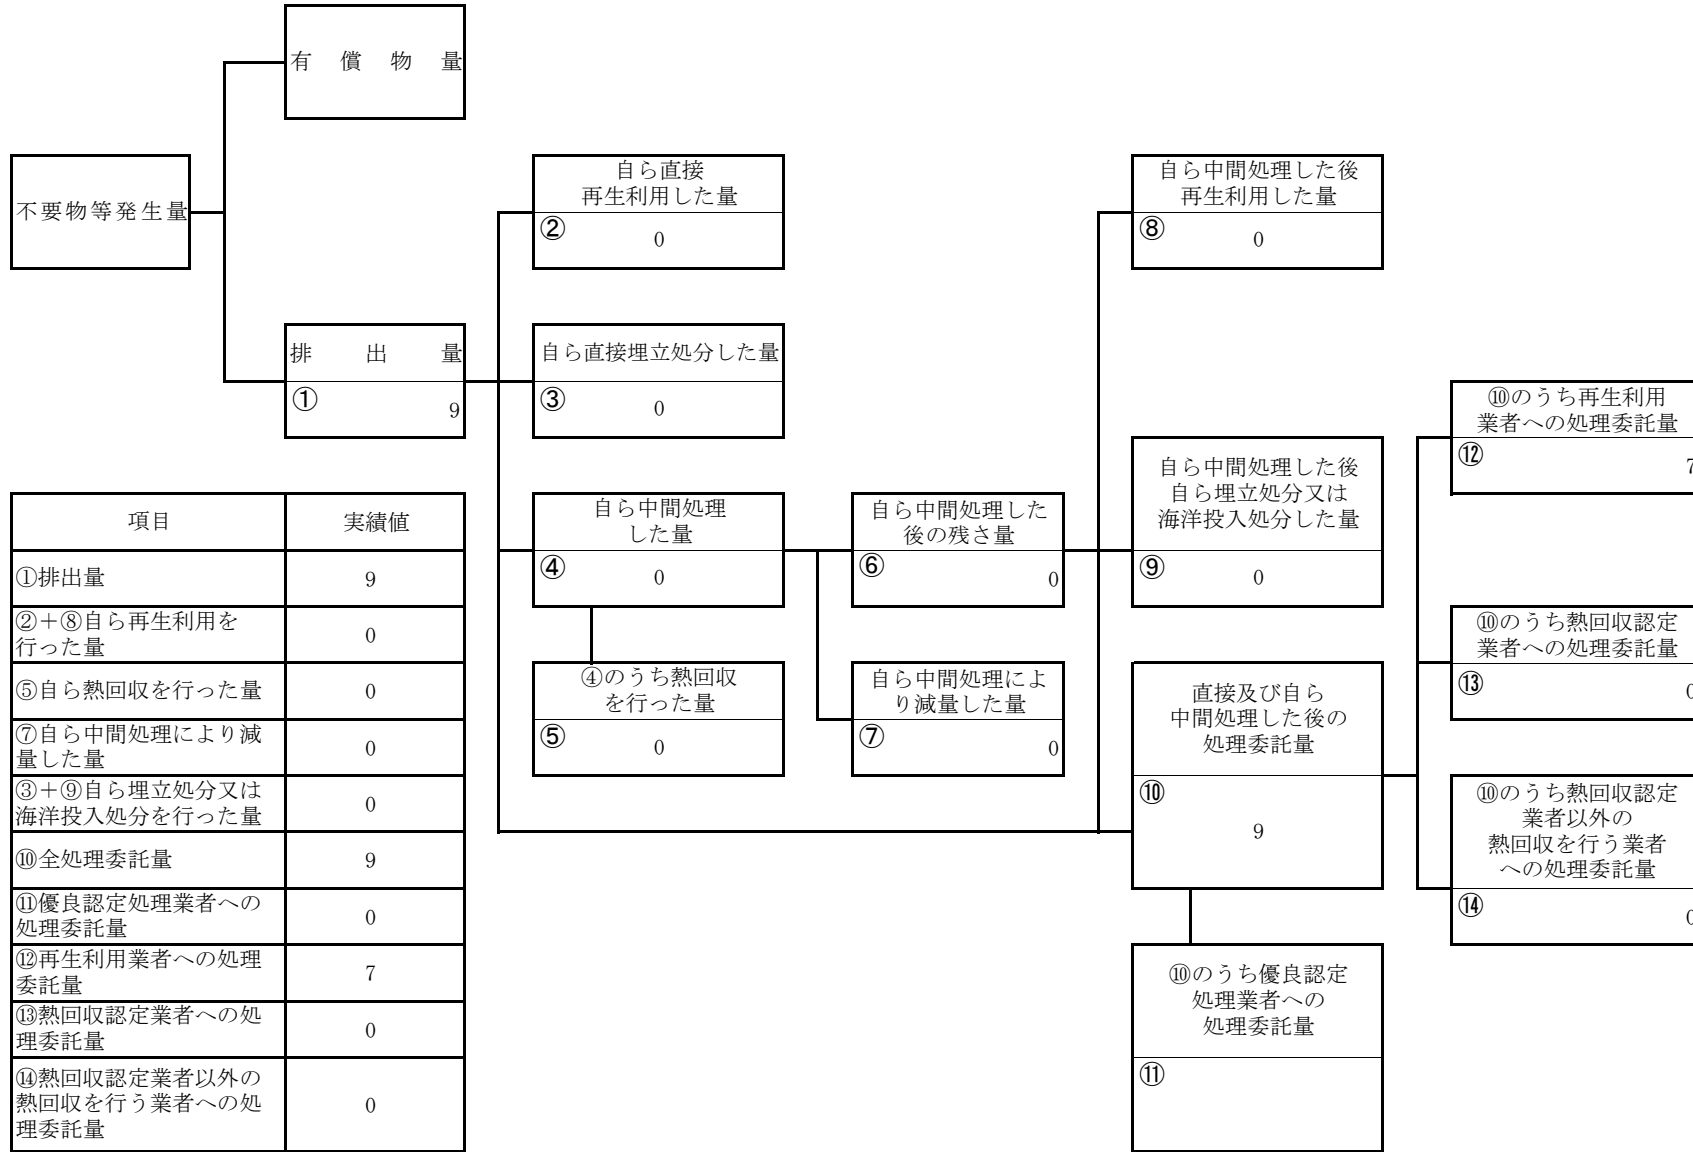 有償物量
不要物等発生量
自ら直接
再生利用した量
②
0
自ら中間処理した後
再生利用した量
⑧
0
排出量
①
9
自ら直接埋立処分した量
③
0
⑩のうち再生利用
業者への処理委託量
⑫
7
自ら中間処理
した量
④
0
自ら中間処理した
後の残さ量
⑥
0
自ら中間処理した後
自ら埋立処分又は
海洋投入処分した量
⑨
0
⑩のうち熱回収認定
業者への処理委託量
⑬
0
④のうち熱回収
を行った量
⑤
0
自ら中間処理によ
り減量した量
⑦
0
直接及び自ら
中間処理した後の
処理委託量
⑩
9
⑩のうち熱回収認定
業者以外の
熱回収を行う業者
への処理委託量
⑭
0
⑩のうち優良認定
処理業者への
処理委託量
⑪
項目 実績値
①排出量 9
②+⑧自ら再生利用を
行った量 0
⑤自ら熱回収を行った量 0
⑦自ら中間処理により減
量した量 0
③+⑨自ら埋立処分又は
海洋投入処分を行った量 0
⑩全処理委託量 9
⑪優良認定処理業者への
処理委託量 0
⑫再生利用業者への処理
委託量 7
⑬熱回収認定業者への処
理委託量 0
⑭熱回収認定業者以外の
熱回収を行う業者への処
理委託量 0